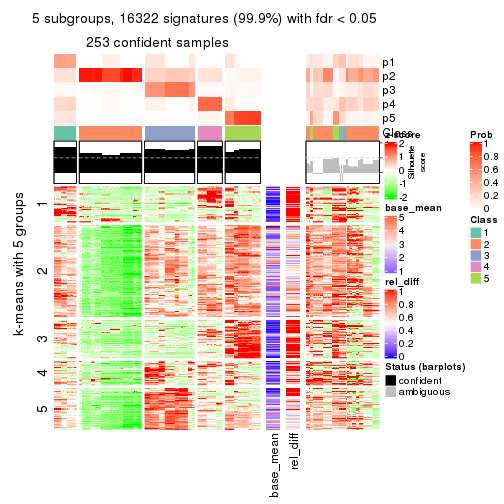 5 subgroups, 16322 signatures (99.9%) with fdr < 0.05
253 confident samples
p1
p2
p3
p4
p5
Class
Silhouette
score
k-means with 5 groups
1
2
3
4
5
base_mean
rel_diff
z-score
2
1
0
-1
-2
base_mean
5
4
3
2
1
rel_diff
1
0.8
0.6
0.4
0.2
0
Status (barplots)
confident
ambiguous
Prob
1
0.8
0.6
0.4
0.2
0
Class
1
2
3
4
5